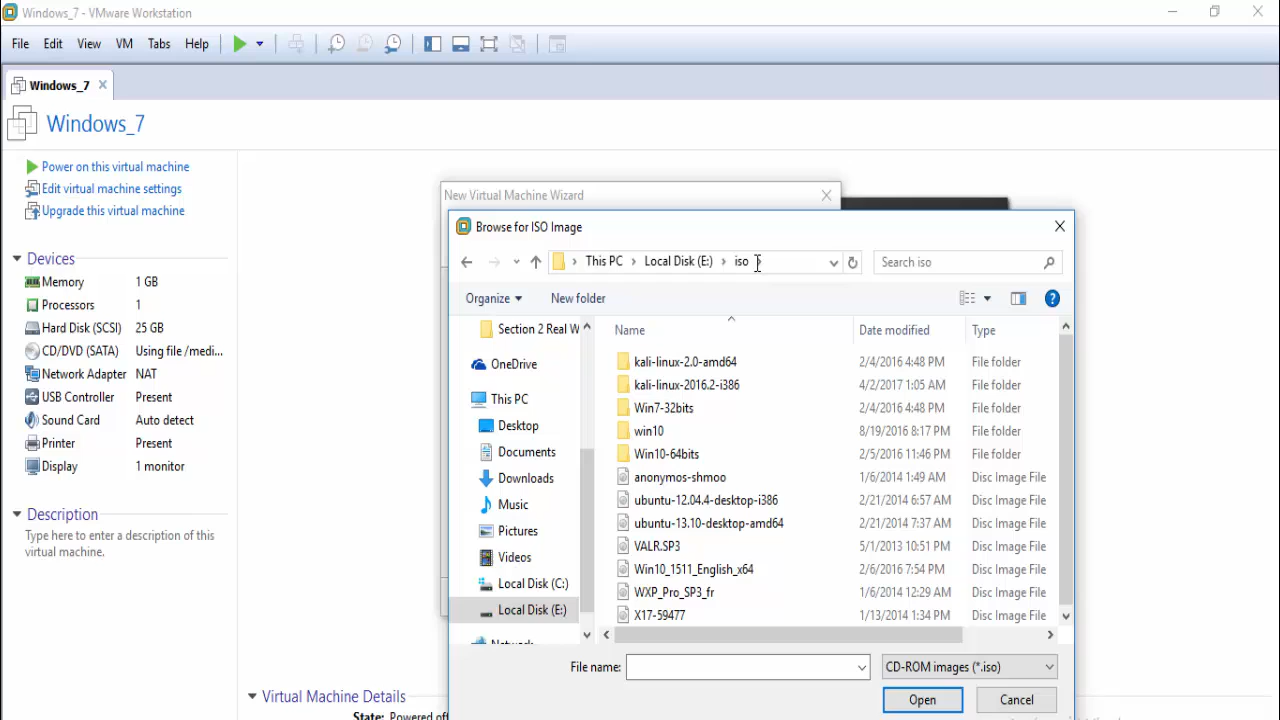 Windows_7 - VMware Workstation
File Edit View VM Tabs Help
Windows_7
Windows_7
Power on this virtual machine
Edit virtual machine settings
Upgrade this virtual machine
Devices
Memory 1 GB
Processors 1
Hard Disk (SCSI) 25 GB
CD/DVD (SATA) Using file /medi...
Network Adapter NAT
USB Controller Present
Sound Card Auto detect
Printer Present
Display 1 monitor
Description
Type here to enter a description of this
virtual machine.
New Virtual Machine Wizard
Browse for ISO Image
This PC Local Disk (E:) iso
Search iso
Organize New folder
Section 2 Real W
OneDrive
This PC
Desktop
Documents
Downloads
Music
Pictures
Videos
Local Disk (C:)
Local Disk (E:)
Network
Name Date modified Type
kali-linux-2.0-amd64 2/4/2016 4:48 PM File folder
kali-linux-2016.2-i386 4/2/2017 1:05 AM File folder
Win7-32bits 2/4/2016 4:48 PM File folder
win10 8/19/2016 8:17 PM File folder
Win10-64bits 2/5/2016 11:46 PM File folder
anonymos-shmoo 1/6/2014 1:49 AM Disc Image File
ubuntu-12.04.4-desktop-i386 2/21/2014 6:57 AM Disc Image File
ubuntu-13.10-desktop-amd64 2/21/2014 7:37 AM Disc Image File
VALR.SP3 5/1/2013 10:51 PM Disc Image File
Win10_1511_English_x64 2/6/2016 7:54 PM Disc Image File
WXP_Pro_SP3_fr 1/6/2014 12:29 AM Disc Image File
X17-59477 1/13/2014 1:34 PM Disc Image File
File name: CD-ROM images (*.iso)
Open Cancel
Virtual Machine Details
State: Powered off